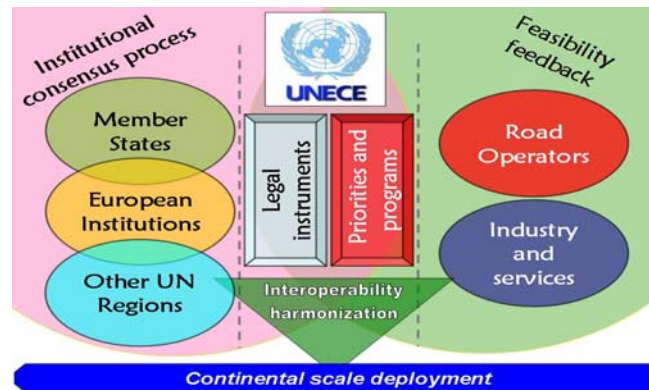 Institutional
consensus process
UNECE
Feasibility
feedback
Member
States
European
Institutions
Other UN
Regions
Legal
instruments
Priorities and
programs
Road
Operators
Industry
and
services
Interoperability
harmonization
Continental scale deployment